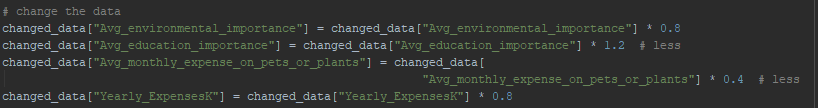 # change the data
changed_data["Avg_environmental_importance"] = changed_data["Avg_environmental_importance"] * 0.8
changed_data["Avg_education_importance"] = changed_data["Avg_education_importance"] * 1.2  # less
changed_data["Avg_monthly_expense_on_pets_or_plants"] = changed_data[
"Avg_monthly_expense_on_pets_or_plants"] * 0.4  # less
changed_data["Yearly_ExpensesK"] = changed_data["Yearly_ExpensesK"] * 0.8